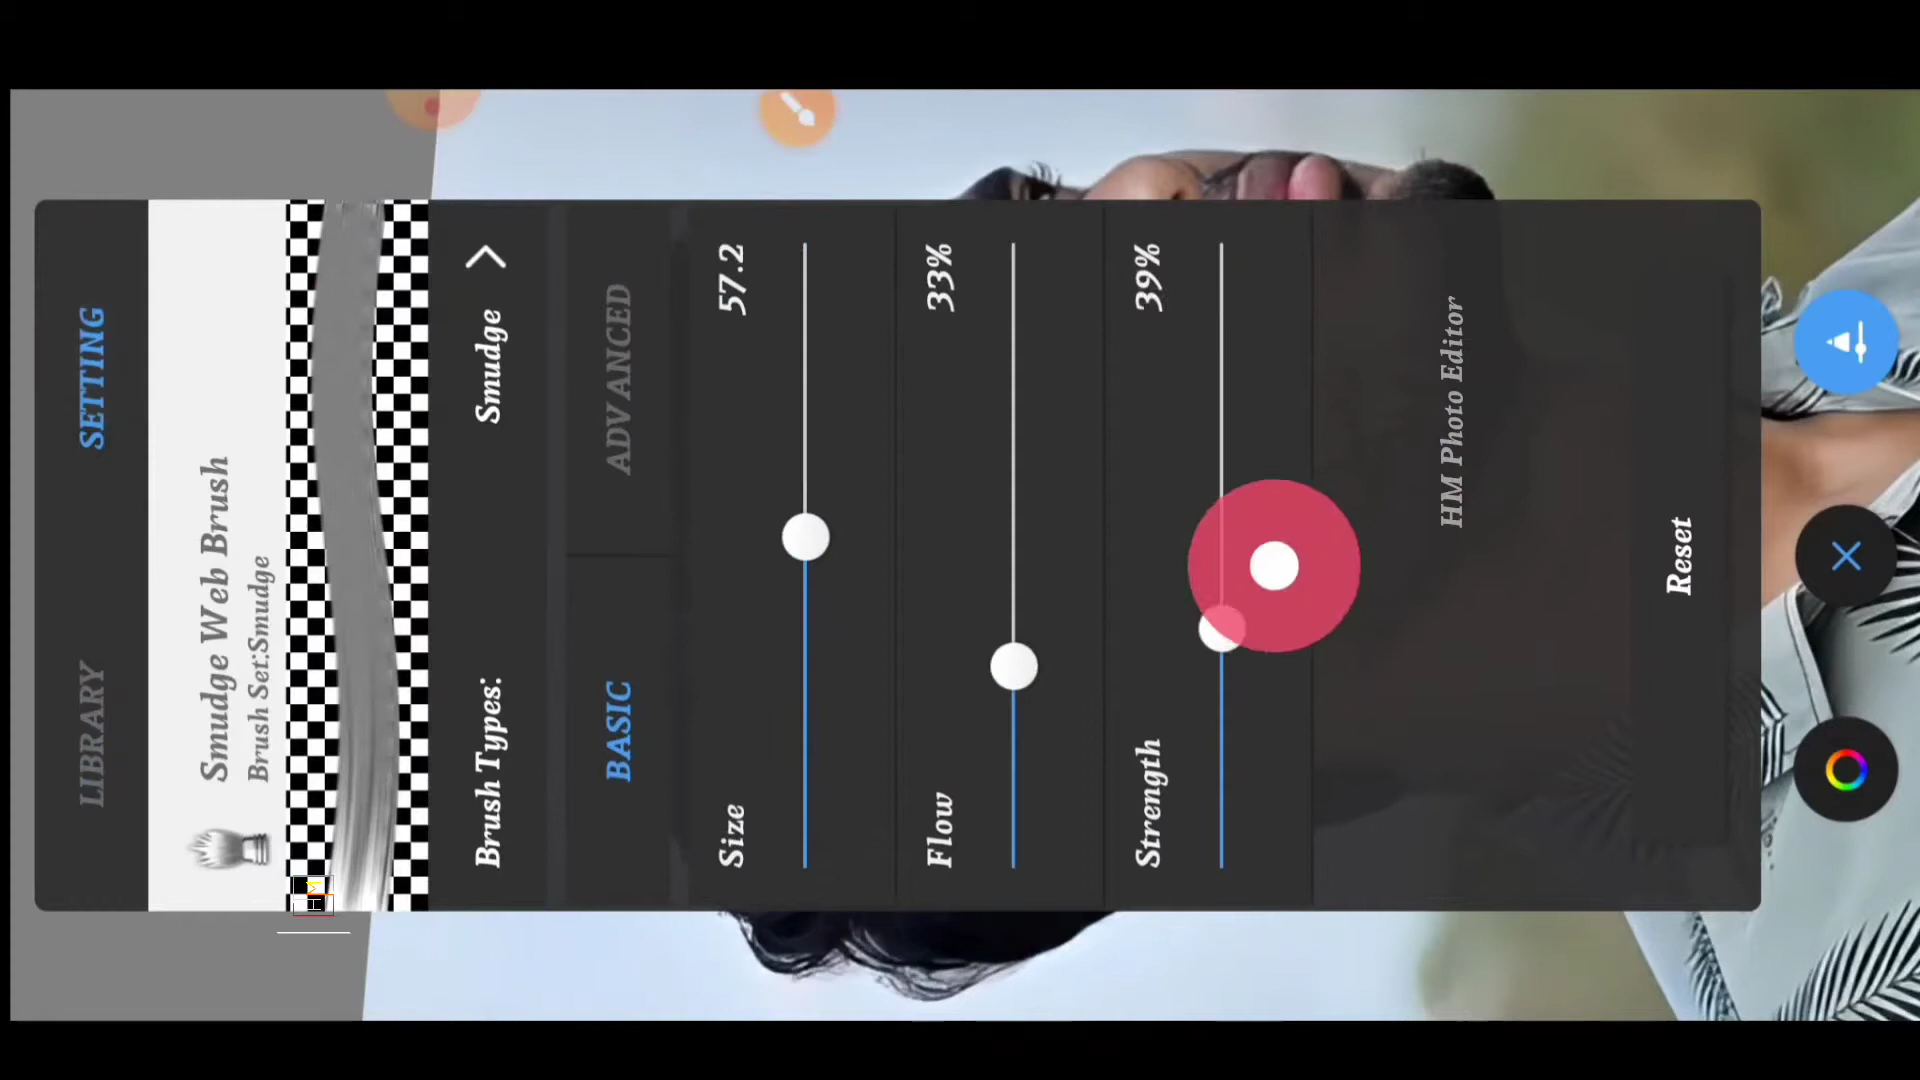 LIBRARY SETTING
Smudge Web Brush
Brush Set:Smudge
HM
Brush Types: Smudge
BASIC ADVANCED
Size 57.2
Flow 33%
Strength 39%
HM Photo Editor
Reset